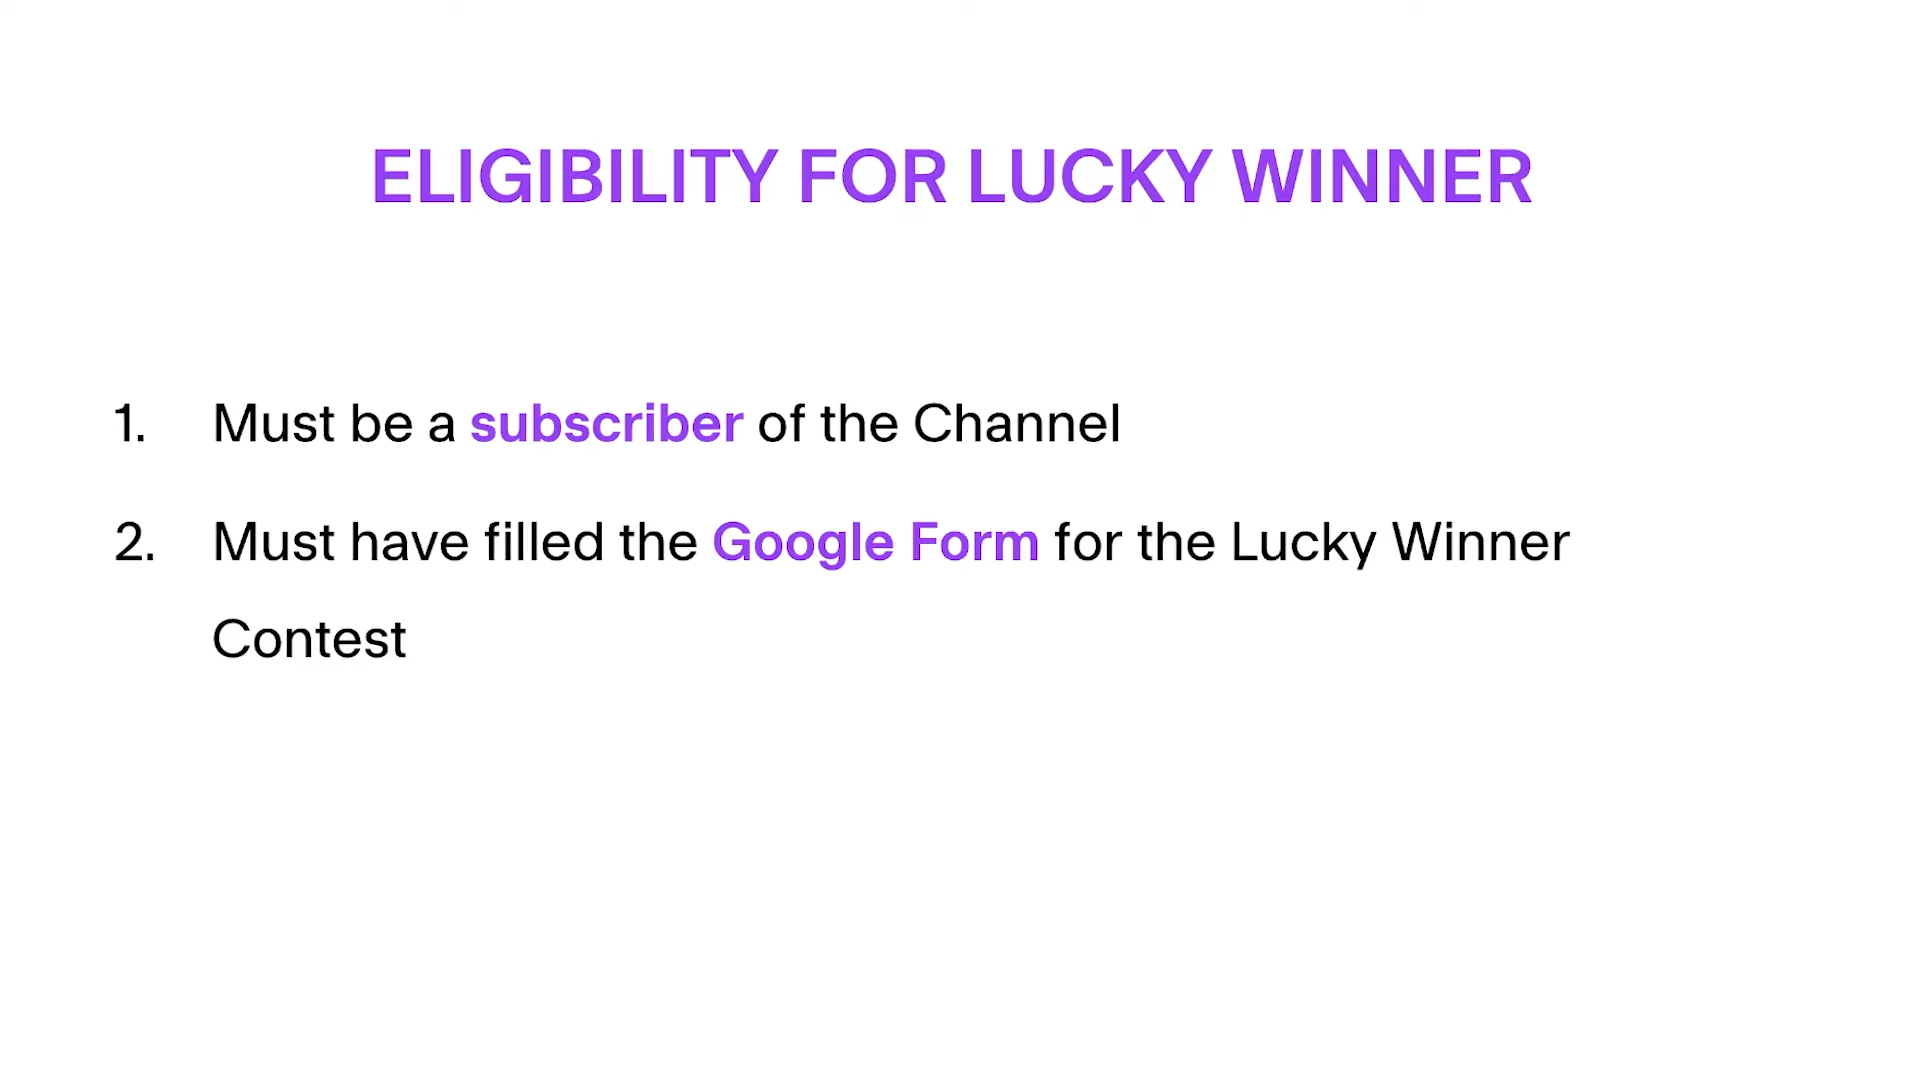 ELIGIBILITY FOR LUCKY WINNER
1. Must be a subscriber of the Channel
2. Must have filled the Google Form for the Lucky Winner
Contest